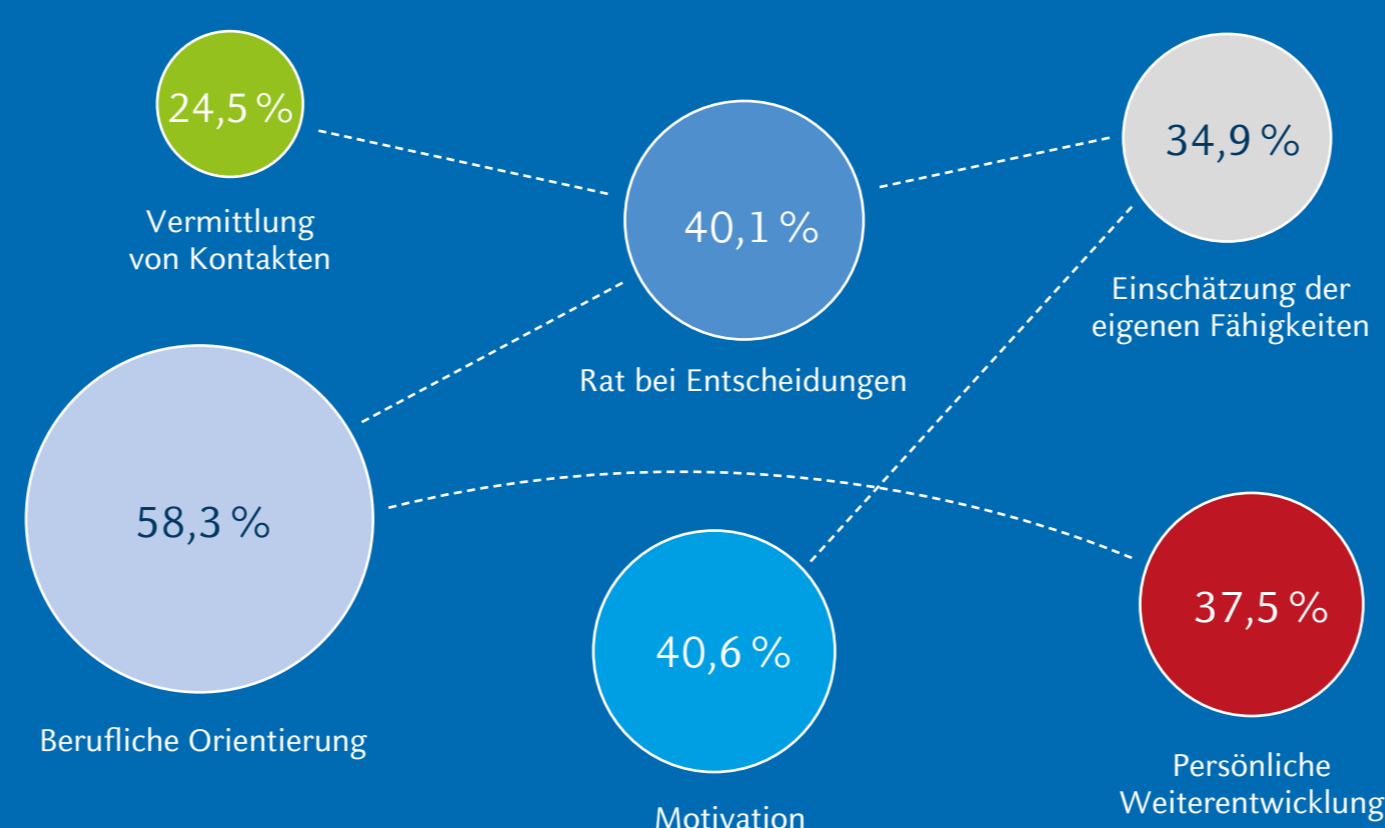 24,5 %
Vermittlung
von Kontakten
40,1 %
Rat bei Entscheidungen
34,9 %
Einschätzung der
eigenen Fähigkeiten
58,3 %
Berufliche Orientierung
40,6 %
Motivation
37,5 %
Persönliche
Weiterentwicklung